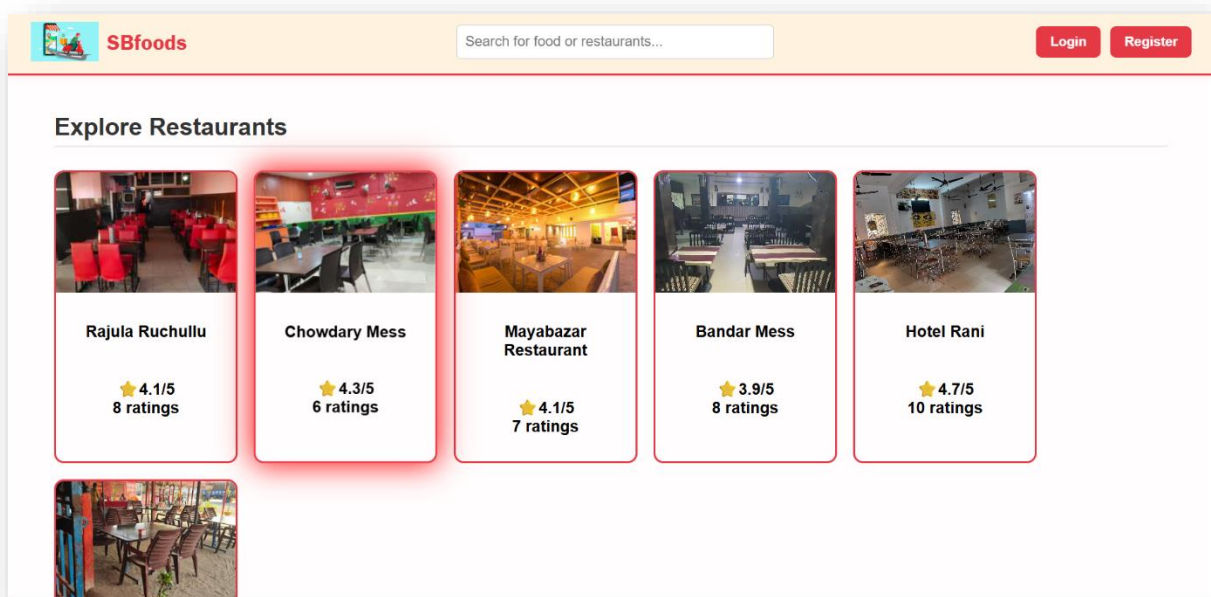 SBfoods
Search for food or restaurants...
Login
Register
Explore Restaurants
Rajula Ruchullu
4.1/5
8 ratings
Chowdary Mess
4.3/5
6 ratings
Mayabazar
Restaurant
4.1/5
7 ratings
Bandar Mess
3.9/5
8 ratings
Hotel Rani
4.7/5
10 ratings